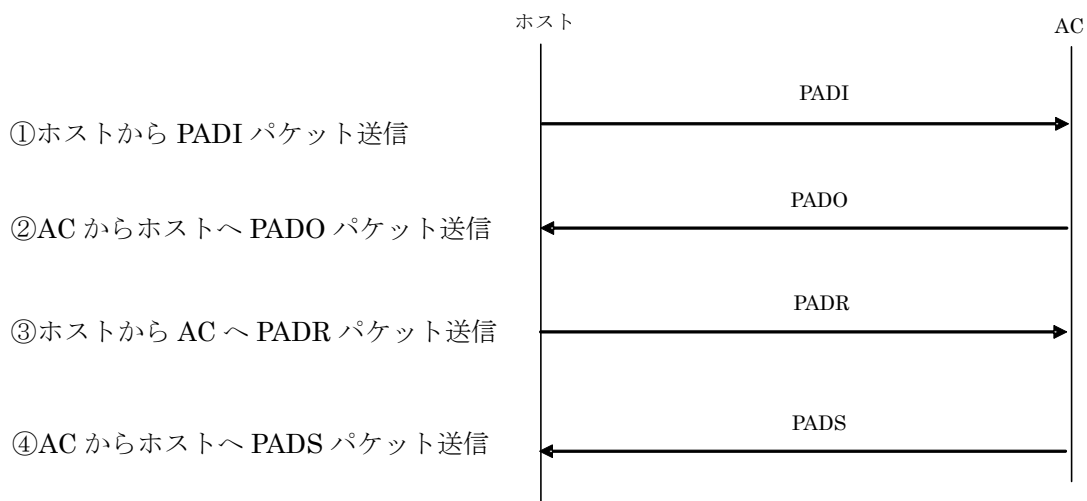 ホスト
AC
PADI
①ホストから PADI パケット送信
PADO
②AC からホストへ PADO パケット送信
PADR
③ホストから AC へ PADR パケット送信
PADS
④AC からホストへ PADS パケット送信